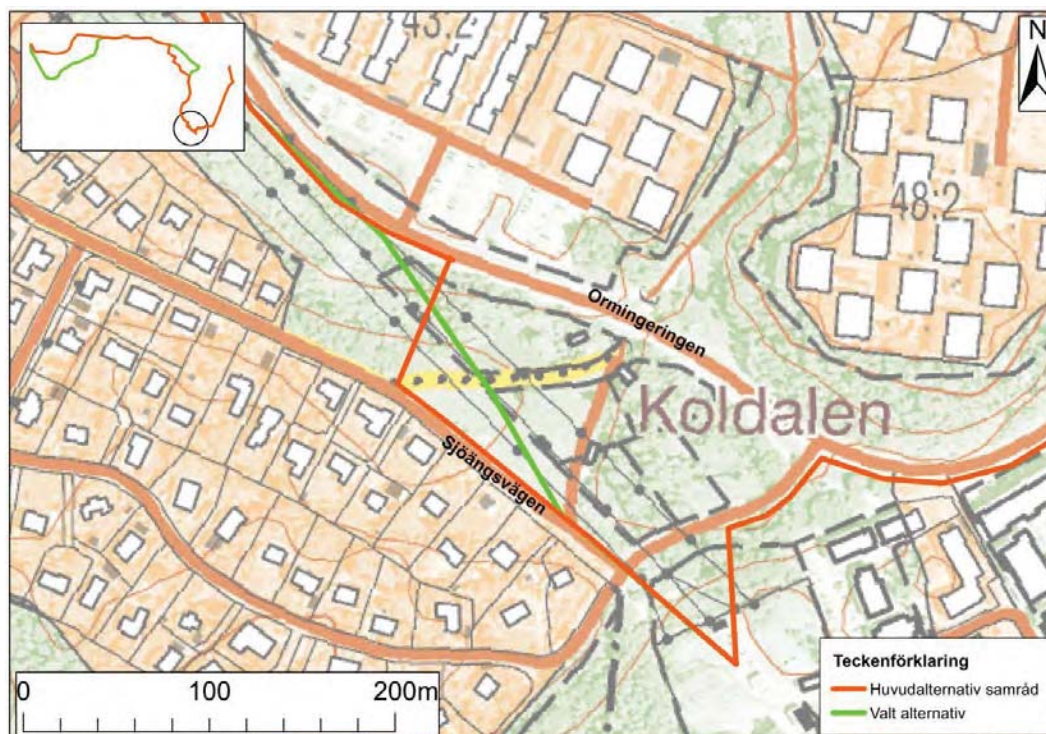 43:2
N
48:2
Ormingeringen
Koldalen
Sjöängsvägen
0 100 200m
Teckenförklaring
Huvudalternativ samråd
Valt alternativ